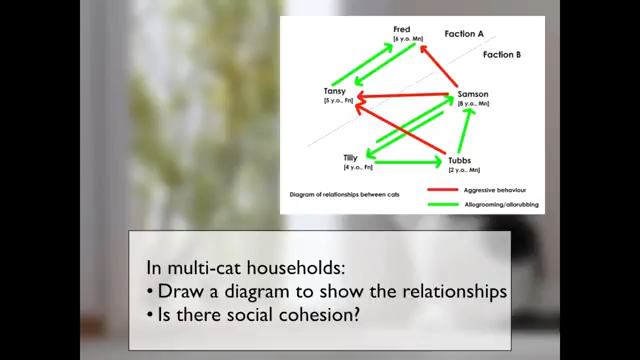 Fred
[6 y.o. Mn]
Faction A
Faction B
Tansy
[5 y.o., Fn]
Samson
[8 y.o., Mn]
Tilly
[4 y.o., Fn]
Tubbs
[2 y.o., Mn]
Diagram of relationships between cats
Aggressive behaviour
Allogrooming/allorubbing
In multi-cat households:
• Draw a diagram to show the relationships
• Is there social cohesion?